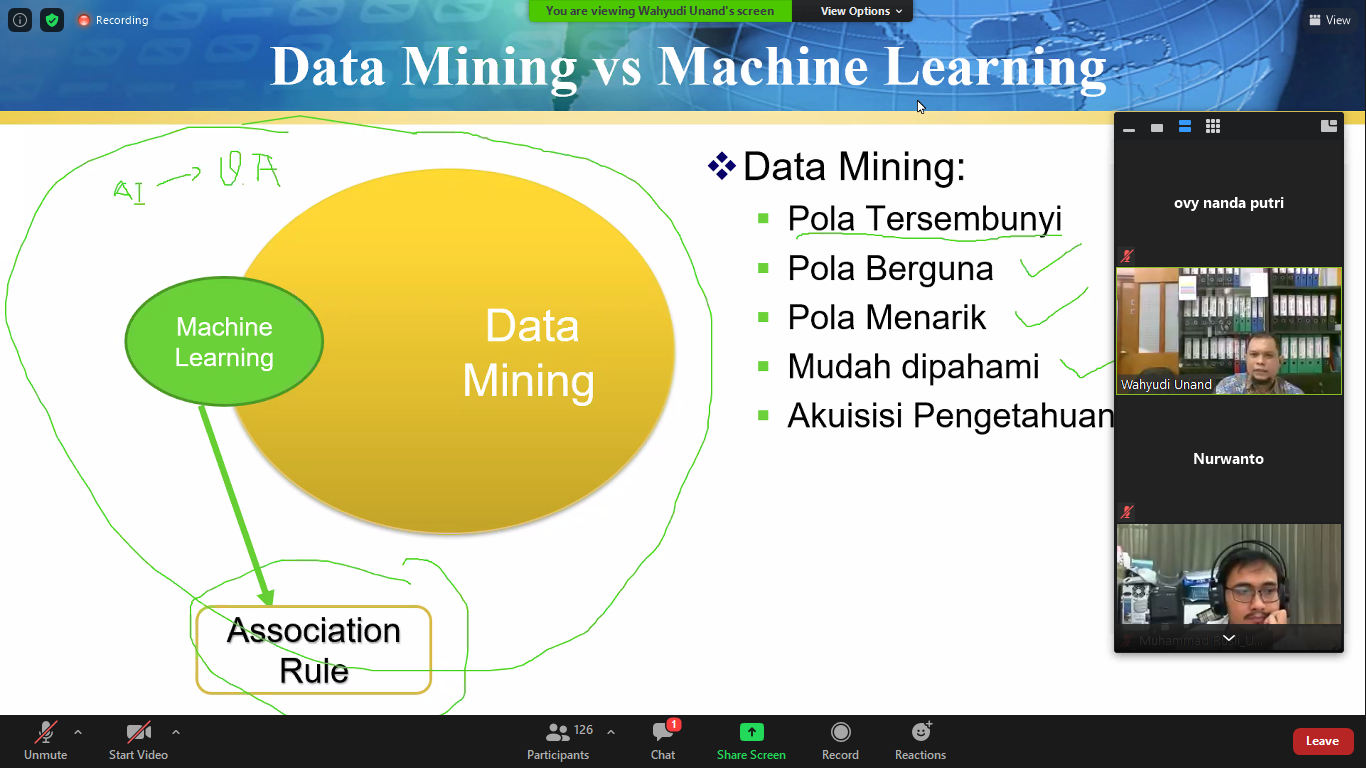 Recording
You are viewing Wahyudi Unand's screen
View Options
View
Data Mining vs Machine Learning
AI
Machine
Learning
Data
Mining
Association
Rule
Data Mining:
Pola Tersembunyi
Pola Berguna
Pola Menarik
Mudah dipahami
Akuisisi Pengetahuan
ovy nanda putri
Wahyudi Unand
Nurwanto
Unmute
Start Video
Participants
126
Chat
1
Share Screen
Record
Reactions
Leave